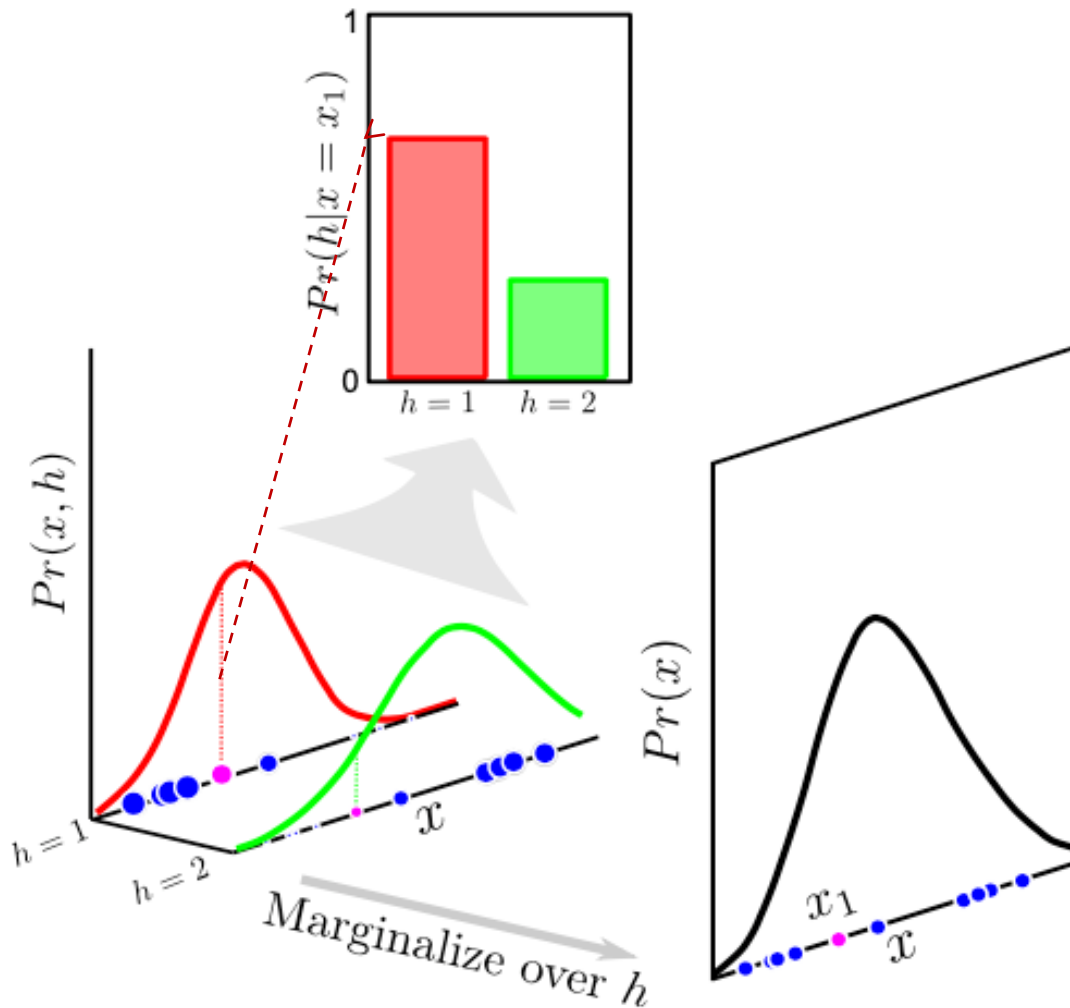 1
Pr(h|x = x₁)
0
h = 1
h = 2
Pr(x, h)
Pr(x)
x
h = 1
h = 2
x₁
x
Marginalize over h